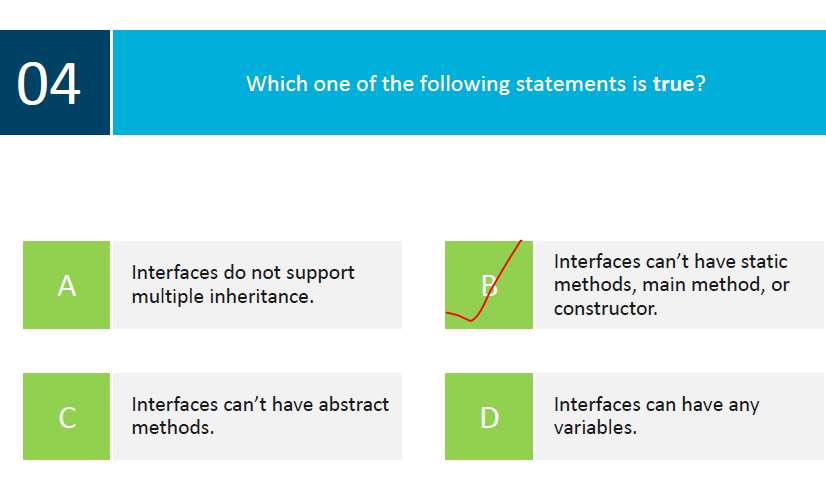 04
Which one of the following statements is true?
A
Interfaces do not support
multiple inheritance.
B
Interfaces can’t have static
methods, main method, or
constructor.
C
Interfaces can’t have abstract
methods.
D
Interfaces can have any
variables.